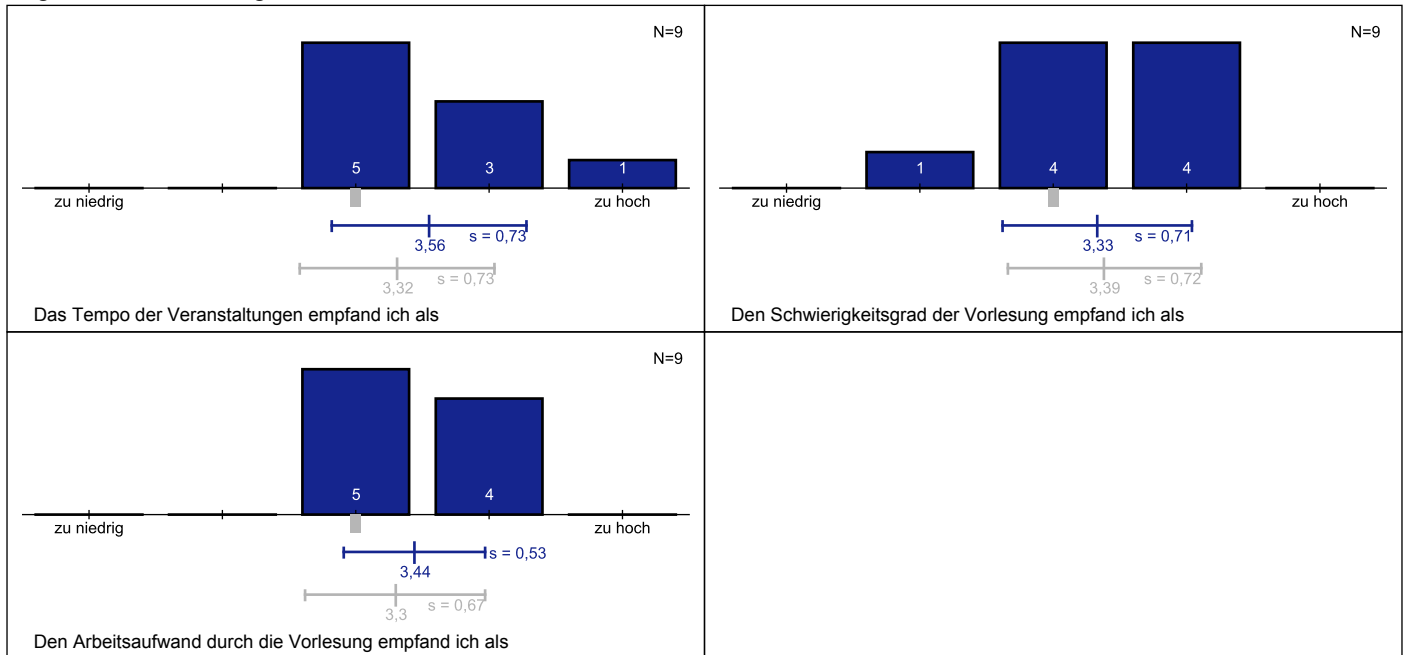 N=9
5
3
1
zu niedrig
zu hoch
3,56
s = 0,73
3,32
s = 0,73
Das Tempo der Veranstaltungen empfand ich als
N=9
1
4
4
zu niedrig
zu hoch
3,33
s = 0,71
3,39
s = 0,72
Den Schwierigkeitsgrad der Vorlesung empfand ich als
N=9
5
4
zu niedrig
zu hoch
3,44
s = 0,53
3,3
s = 0,67
Den Arbeitsaufwand durch die Vorlesung empfand ich als